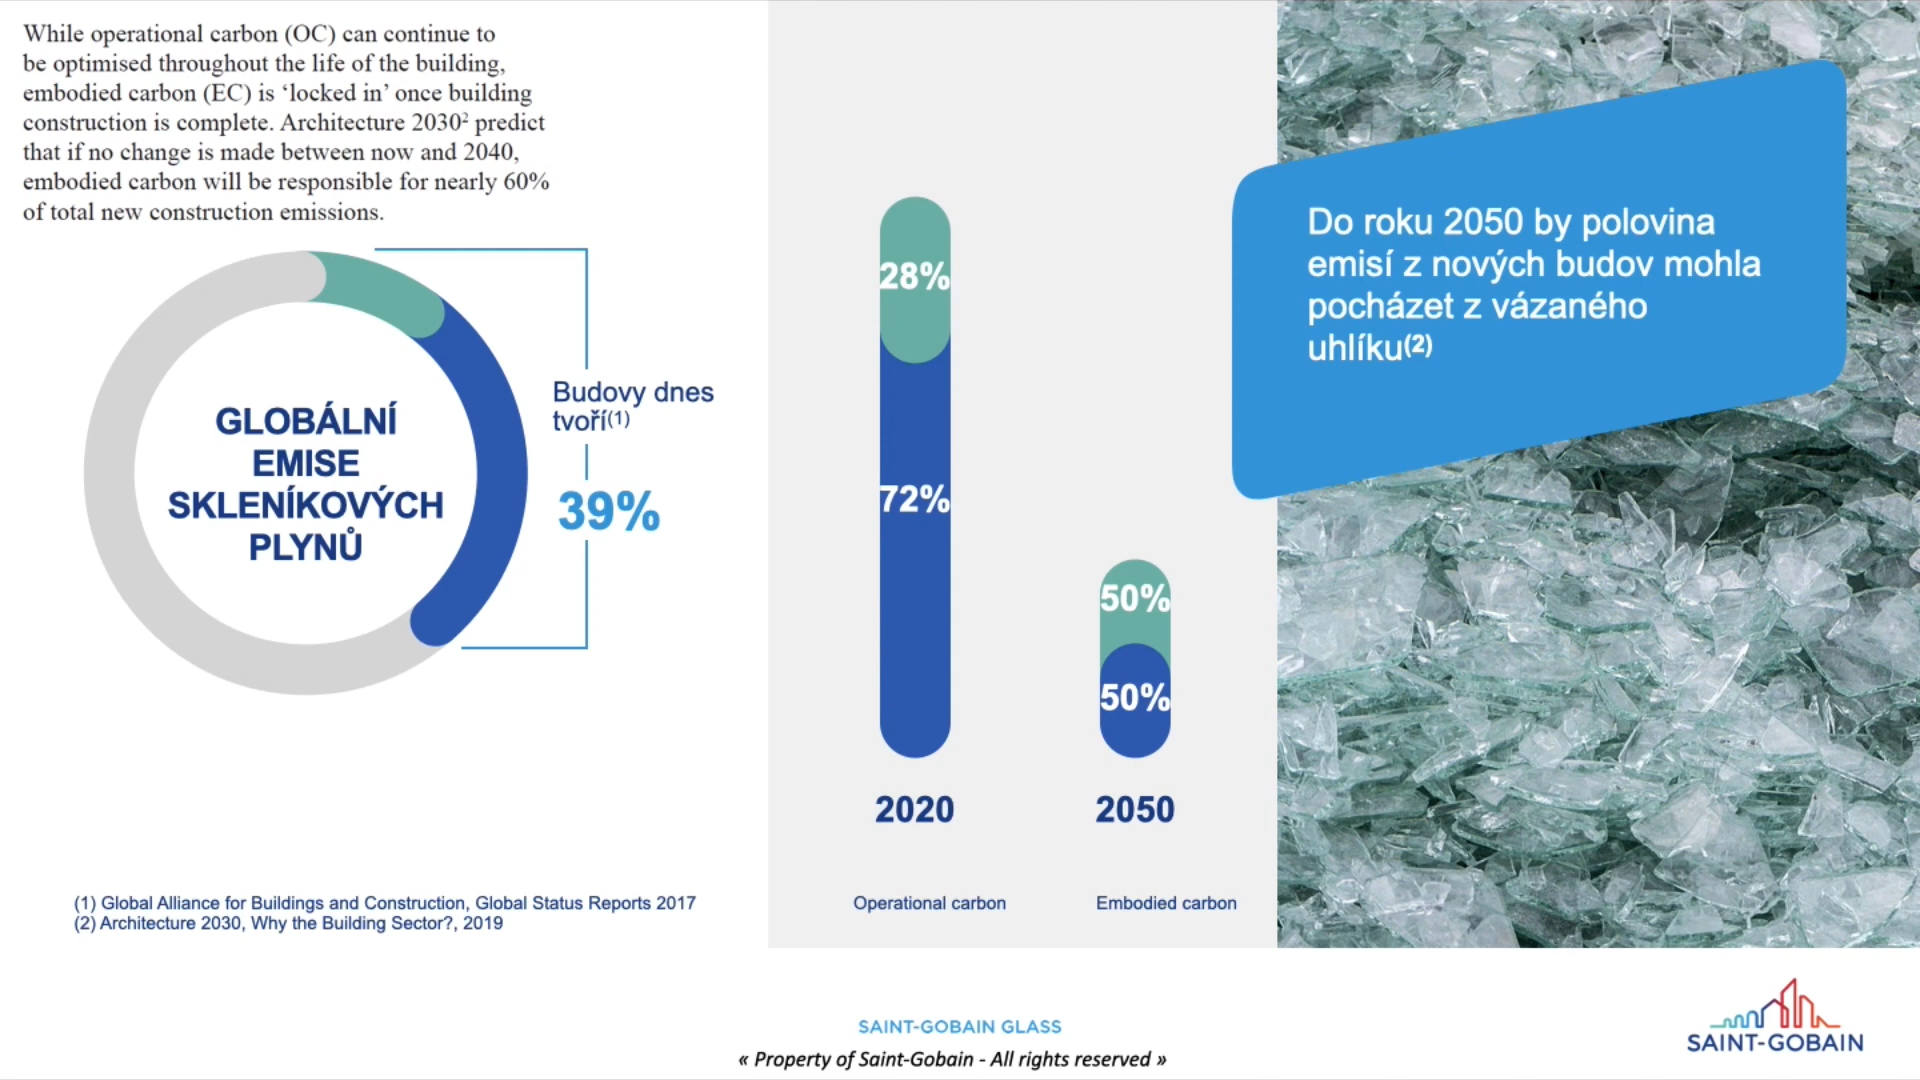 While operational carbon (OC) can continue to
be optimised throughout the life of the building,
embodied carbon (EC) is ‘locked in’ once building
construction is complete. Architecture 2030² predict
that if no change is made between now and 2040,
embodied carbon will be responsible for nearly 60%
of total new construction emissions.
GLOBÁLNÍ
EMISE
SKLENÍKOVÝCH
PLYNŮ
Budovy dnes
tvoří(1)
39%
(1) Global Alliance for Buildings and Construction, Global Status Reports 2017
(2) Architecture 2030, Why the Building Sector?, 2019
28%
72%
2020
50%
50%
2050
Operational carbon
Embodied carbon
Do roku 2050 by polovina
emisí z nových budov mohla
pocházet z vázaného
uhlíku(2)
SAINT-GOBAIN GLASS
« Property of Saint-Gobain - All rights reserved »
SAINT-GOBAIN